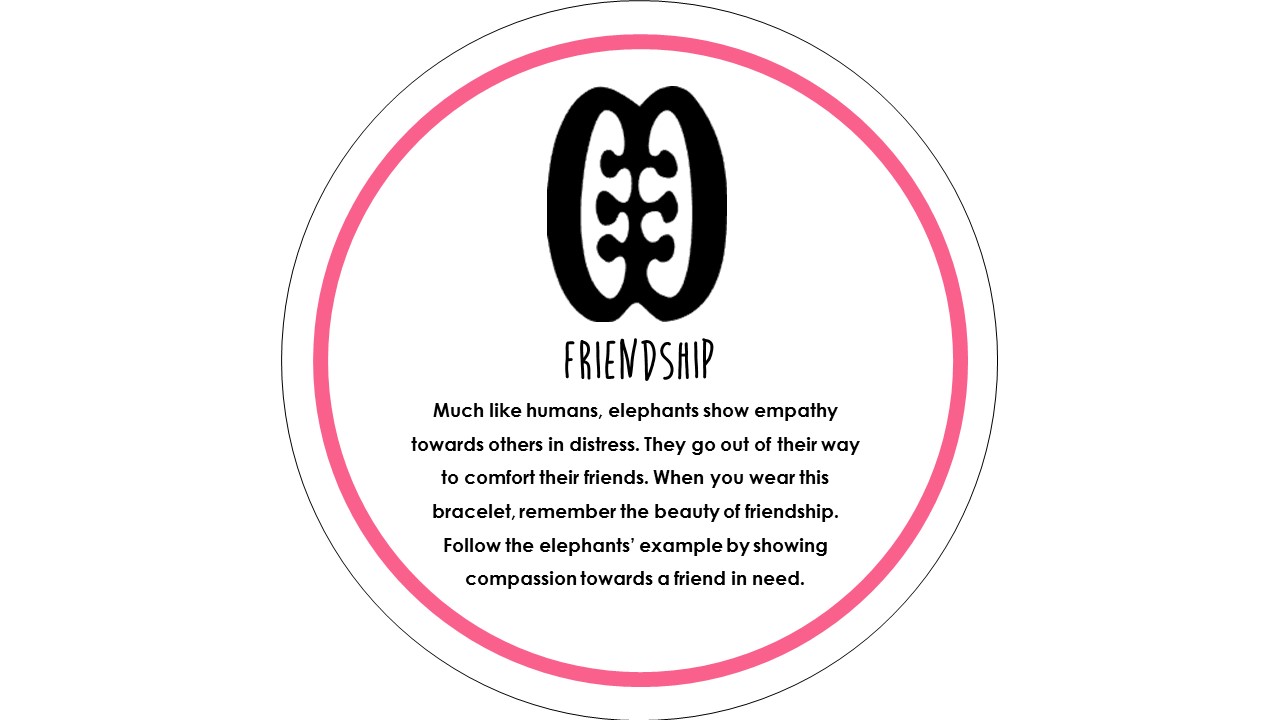 FRIENDSHIP
Much like humans, elephants show empathy
towards others in distress. They go out of their way
to comfort their friends. When you wear this
bracelet, remember the beauty of friendship.
Follow the elephants’ example by showing
compassion towards a friend in need.